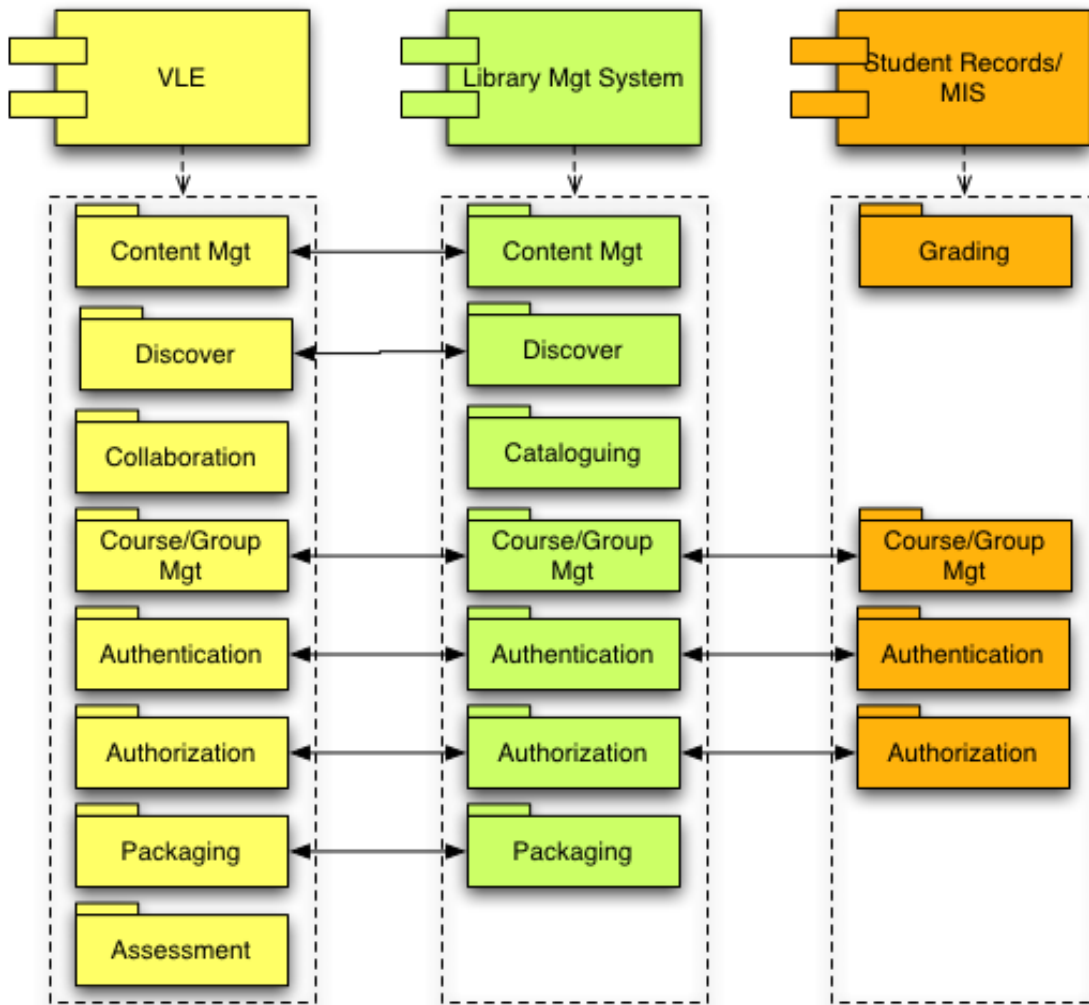 VLE
Library Mgt System
Student Records/
MIS
Content Mgt
Content Mgt
Grading
Discover
Discover
Collaboration
Cataloguing
Course/Group
Mgt
Course/Group
Mgt
Course/Group
Mgt
Authentication
Authentication
Authentication
Authorization
Authorization
Authorization
Packaging
Packaging
Assessment